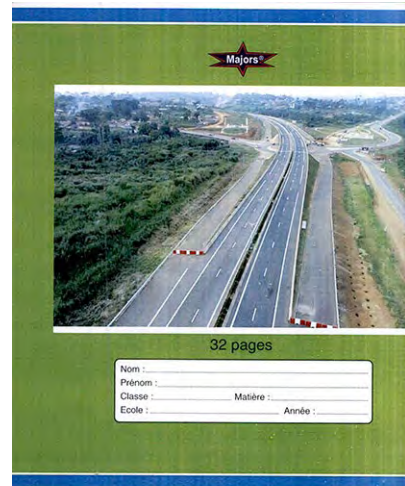 Majors®
32 pages
Nom :
Prénom :
Classe : Matière :
Ecole : Année :